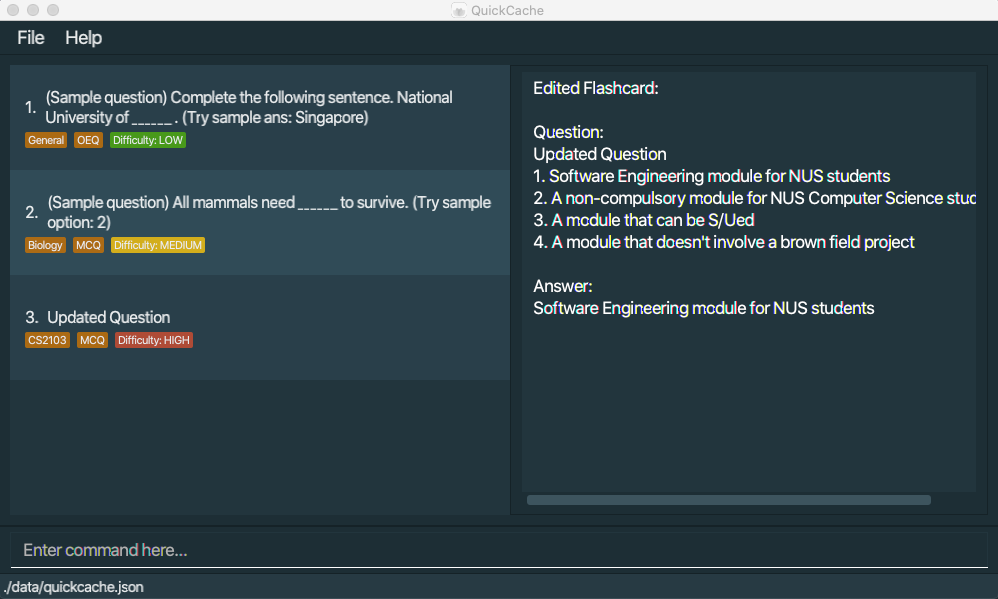 QuickCache
File Help
1. (Sample question) Complete the following sentence. National
University of ______ . (Try sample ans: Singapore)
General OEQ Difficulty: LOW
2. (Sample question) All mammals need ______ to survive. (Try sample
option: 2)
Biology MCQ Difficulty: MEDIUM
3. Updated Question
CS2103 MCQ Difficulty: HIGH
Edited Flashcard:
Question:
Updated Question
1. Software Engineering module for NUS students
2. A non-compulsory module for NUS Computer Science stuc
3. A module that can be S/Ued
4. A module that doesn't involve a brown field project
Answer:
Software Engineering module for NUS students
Enter command here...
./data/quickcache.json